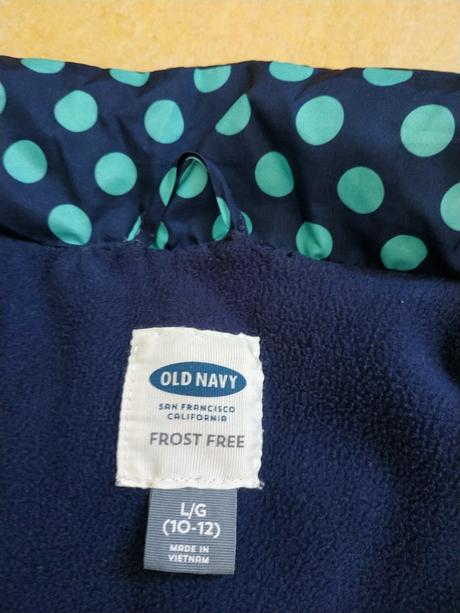 OLD NAVY
SAN FRANCISCO
CALIFORNIA
FROST FREE
L/G
(10-12)
MADE IN
VIETNAM